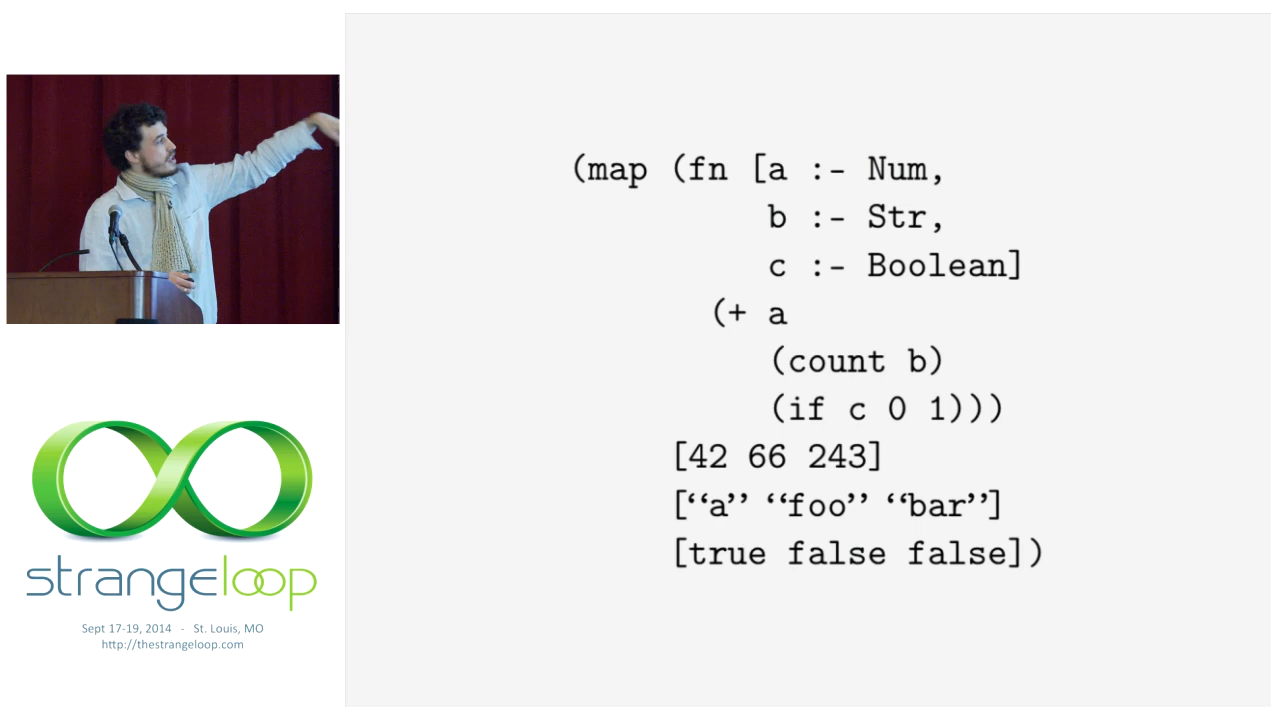 (map (fn [a :- Num,
b :- Str,
c :- Boolean]
(+ a
(count b)
(if c 0 1)))
[42 66 243]
[“a” “foo” “bar”]
[true false false])
strangeloop
Sept 17-19, 2014 - St. Louis, MO
http://thestrangeloop.com